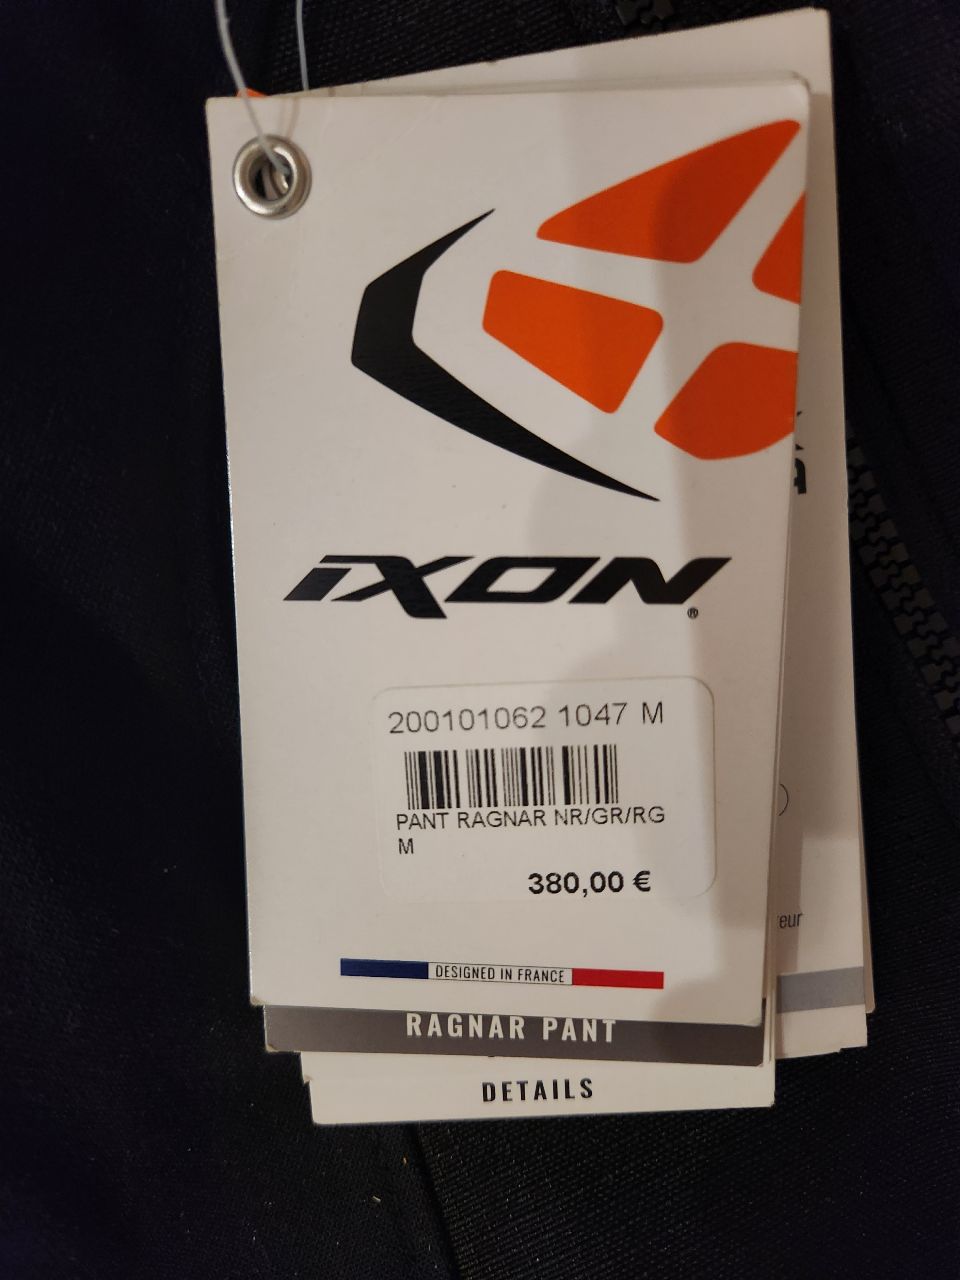 iXON
®
200101062 1047 M
PANT RAGNAR NR/GR/RG
M
380,00 €
DESIGNED IN FRANCE
RAGNAR PANT
DETAILS